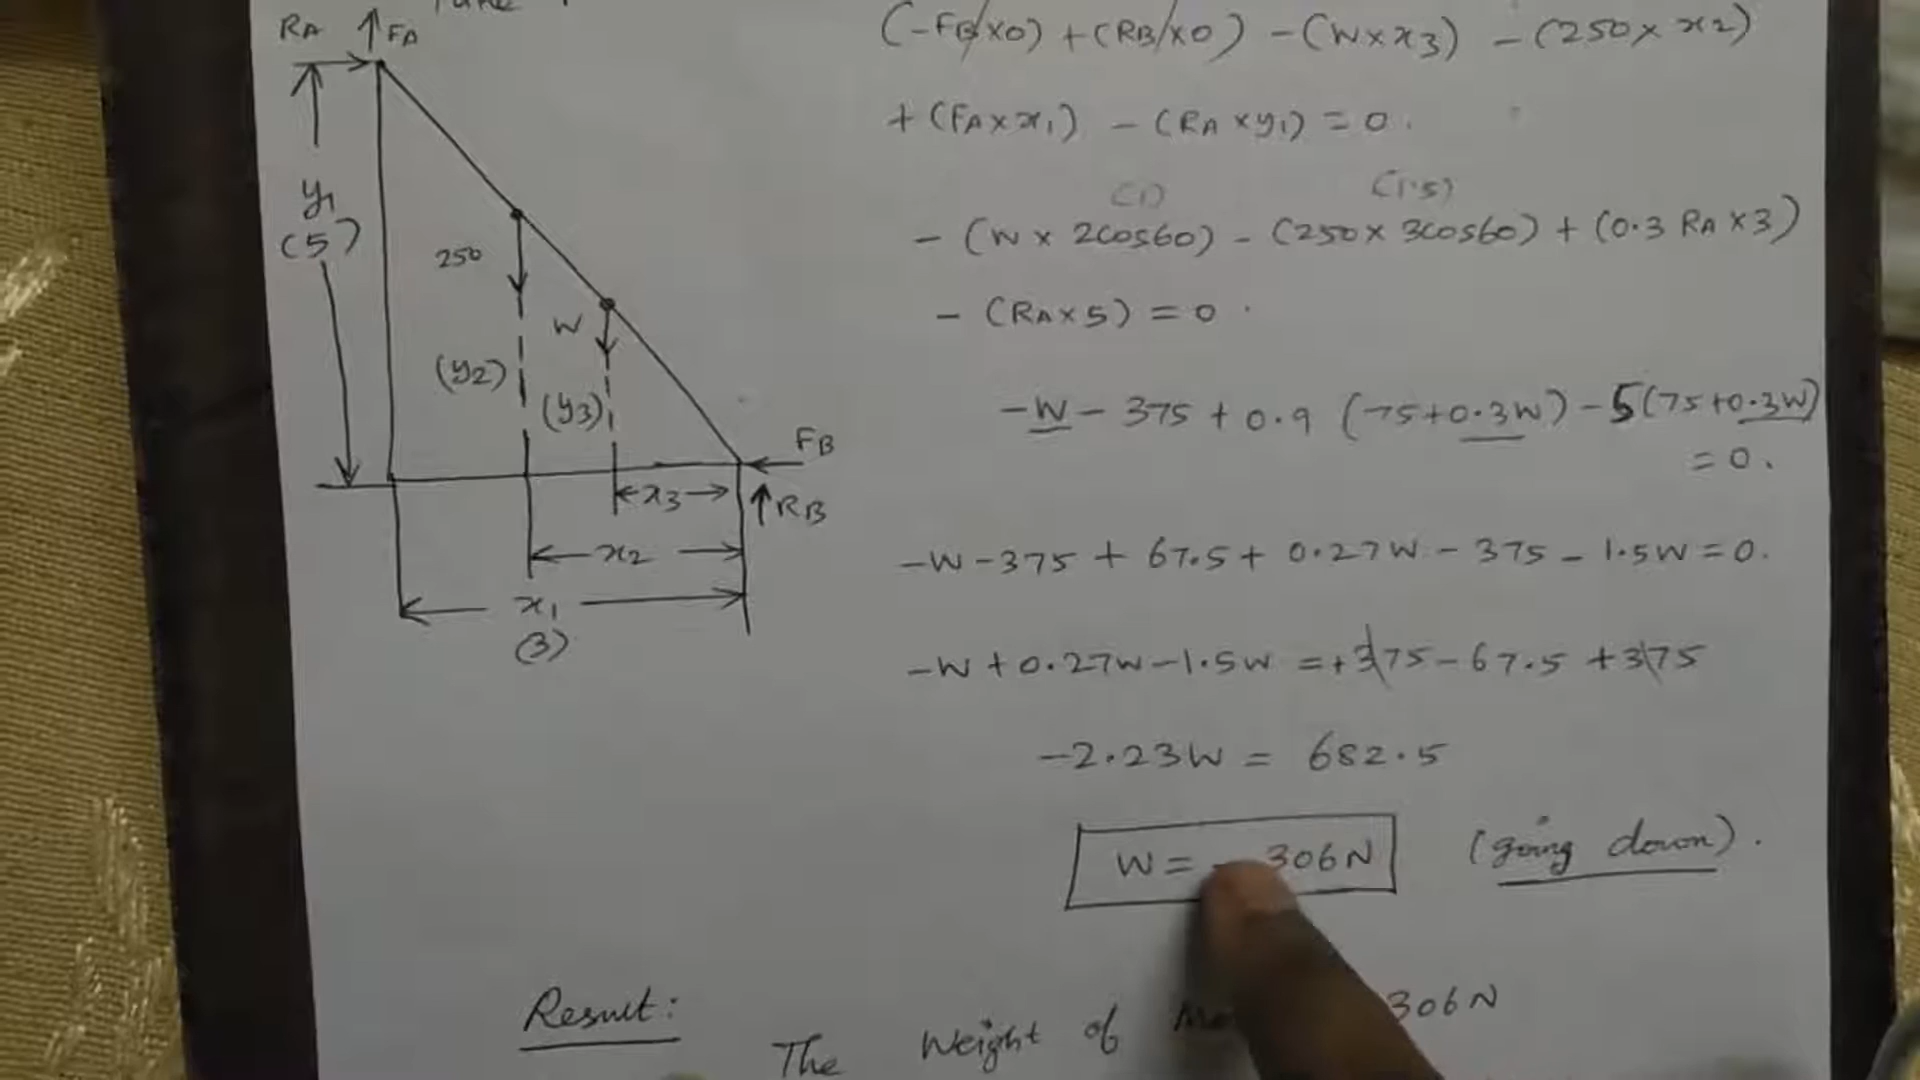 RA ↑FA
y1
(5)
250
W
(y2)
(y3)
FB
x3
↑RB
x2
x1
(3)
(-FB×0) + (RB×0) - (W×x3) - (250× x2)
+ (FA×x1) - (RA×y1) = 0.
(1) (1.5)
- (W× 2cos60) - (250× 3cos60) + (0.3 RA×3)
- (RA×5) = 0.
-W - 375 + 0.9 (75+0.3W) - 5(75+0.3W)
= 0.
-W-375 + 67.5+ 0.27W - 375 - 1.5W = 0.
-W + 0.27W-1.5W = +375-67.5 +375
-2.23W = 682.5
W = - 306N (going down).
Result:
The Weight of 306N